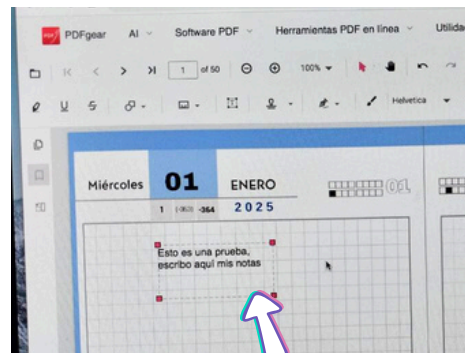 PDFgear AI Software PDF Herramientas PDF en línea
1 of 50 100%
U S T Helvetica
Miércoles 01 ENERO 01
1 -364 2025
Esto es una prueba,
escribo aquí mis notas